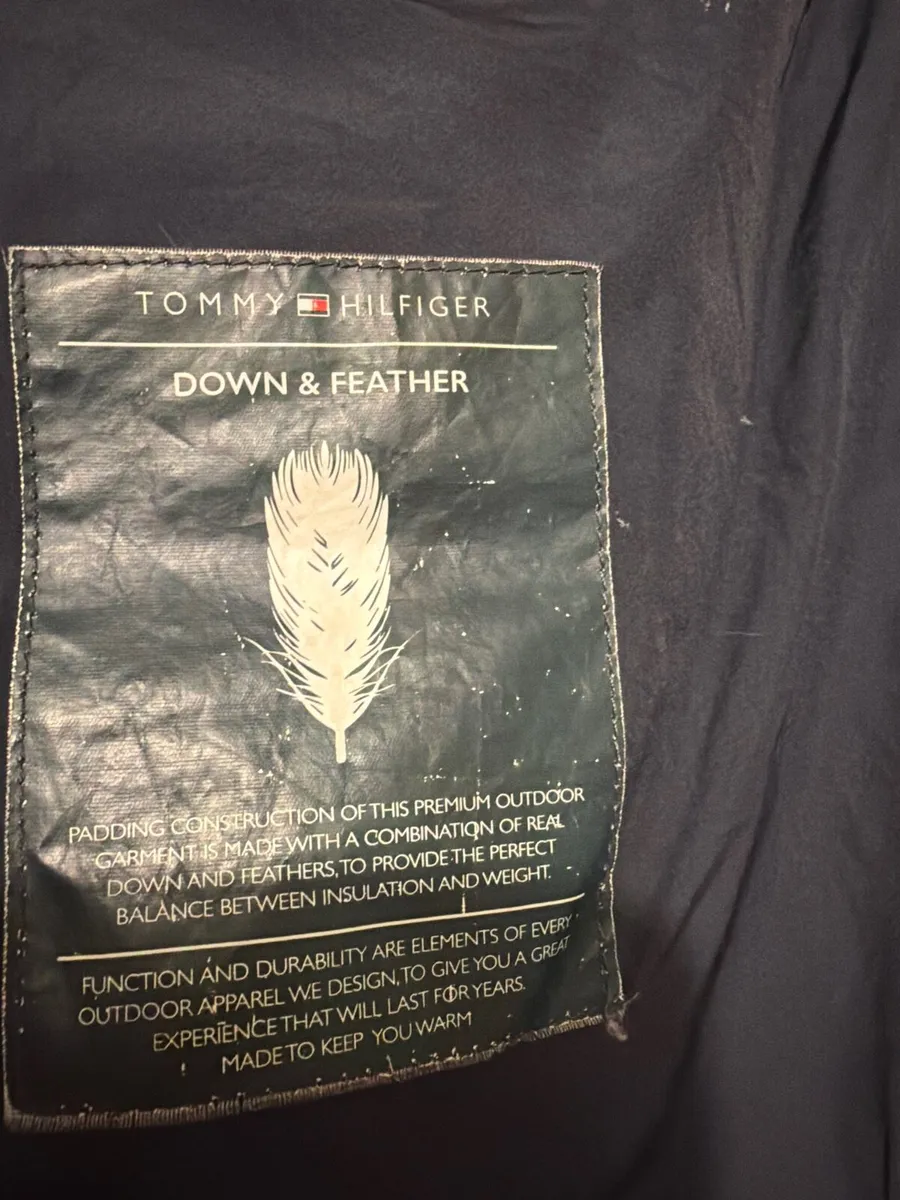 TOMMY HILFIGER
DOWN & FEATHER
PADDING CONSTRUCTION OF THIS PREMIUM OUTDOOR
GARMENT IS MADE WITH A COMBINATION OF REAL
DOWN AND FEATHERS, TO PROVIDE THE PERFECT
BALANCE BETWEEN INSULATION AND WEIGHT.
FUNCTION AND DURABILITY ARE ELEMENTS OF EVERY
OUTDOOR APPAREL WE DESIGN, TO GIVE YOU A GREAT
EXPERIENCE THAT WILL LAST FOR YEARS.
MADE TO KEEP YOU WARM